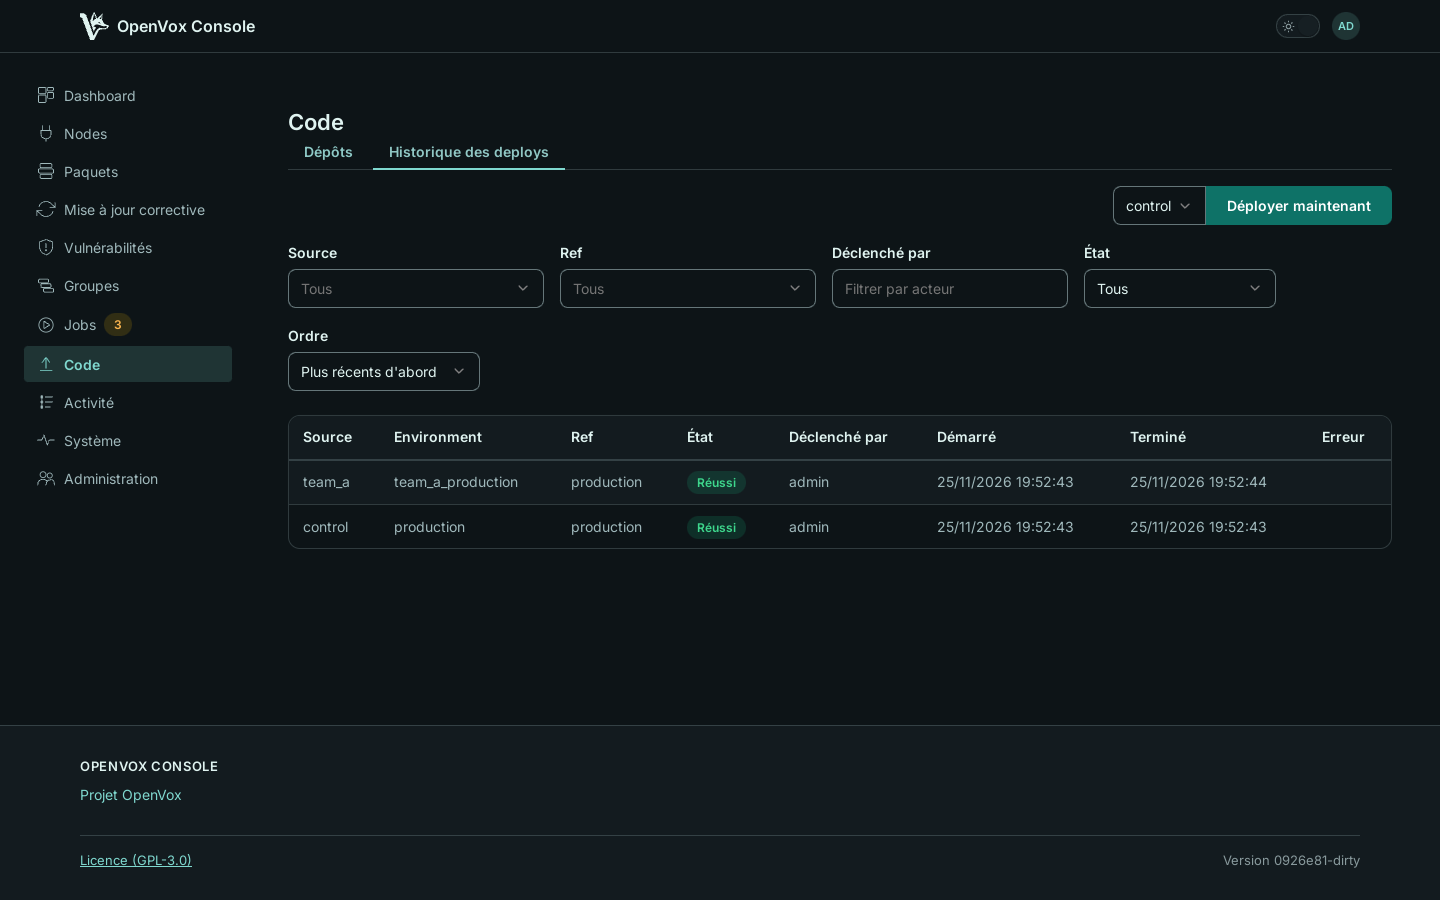 OpenVox Console
AD
Dashboard
Nodes
Paquets
Mise à jour corrective
Vulnérabilités
Groupes
Jobs 3
Code
Activité
Système
Administration
Code
Dépôts Historique des deploys
control Déployer maintenant
Source Ref Déclenché par État
Tous Tous Filtrer par acteur Tous
Ordre
Plus récents d'abord
Source Environment Ref État Déclenché par Démarré Terminé Erreur
team_a team_a_production production Réussi admin 25/11/2026 19:52:43 25/11/2026 19:52:44
control production production Réussi admin 25/11/2026 19:52:43 25/11/2026 19:52:43
OPENVOX CONSOLE
Projet OpenVox
Licence (GPL-3.0) Version 0926e81-dirty